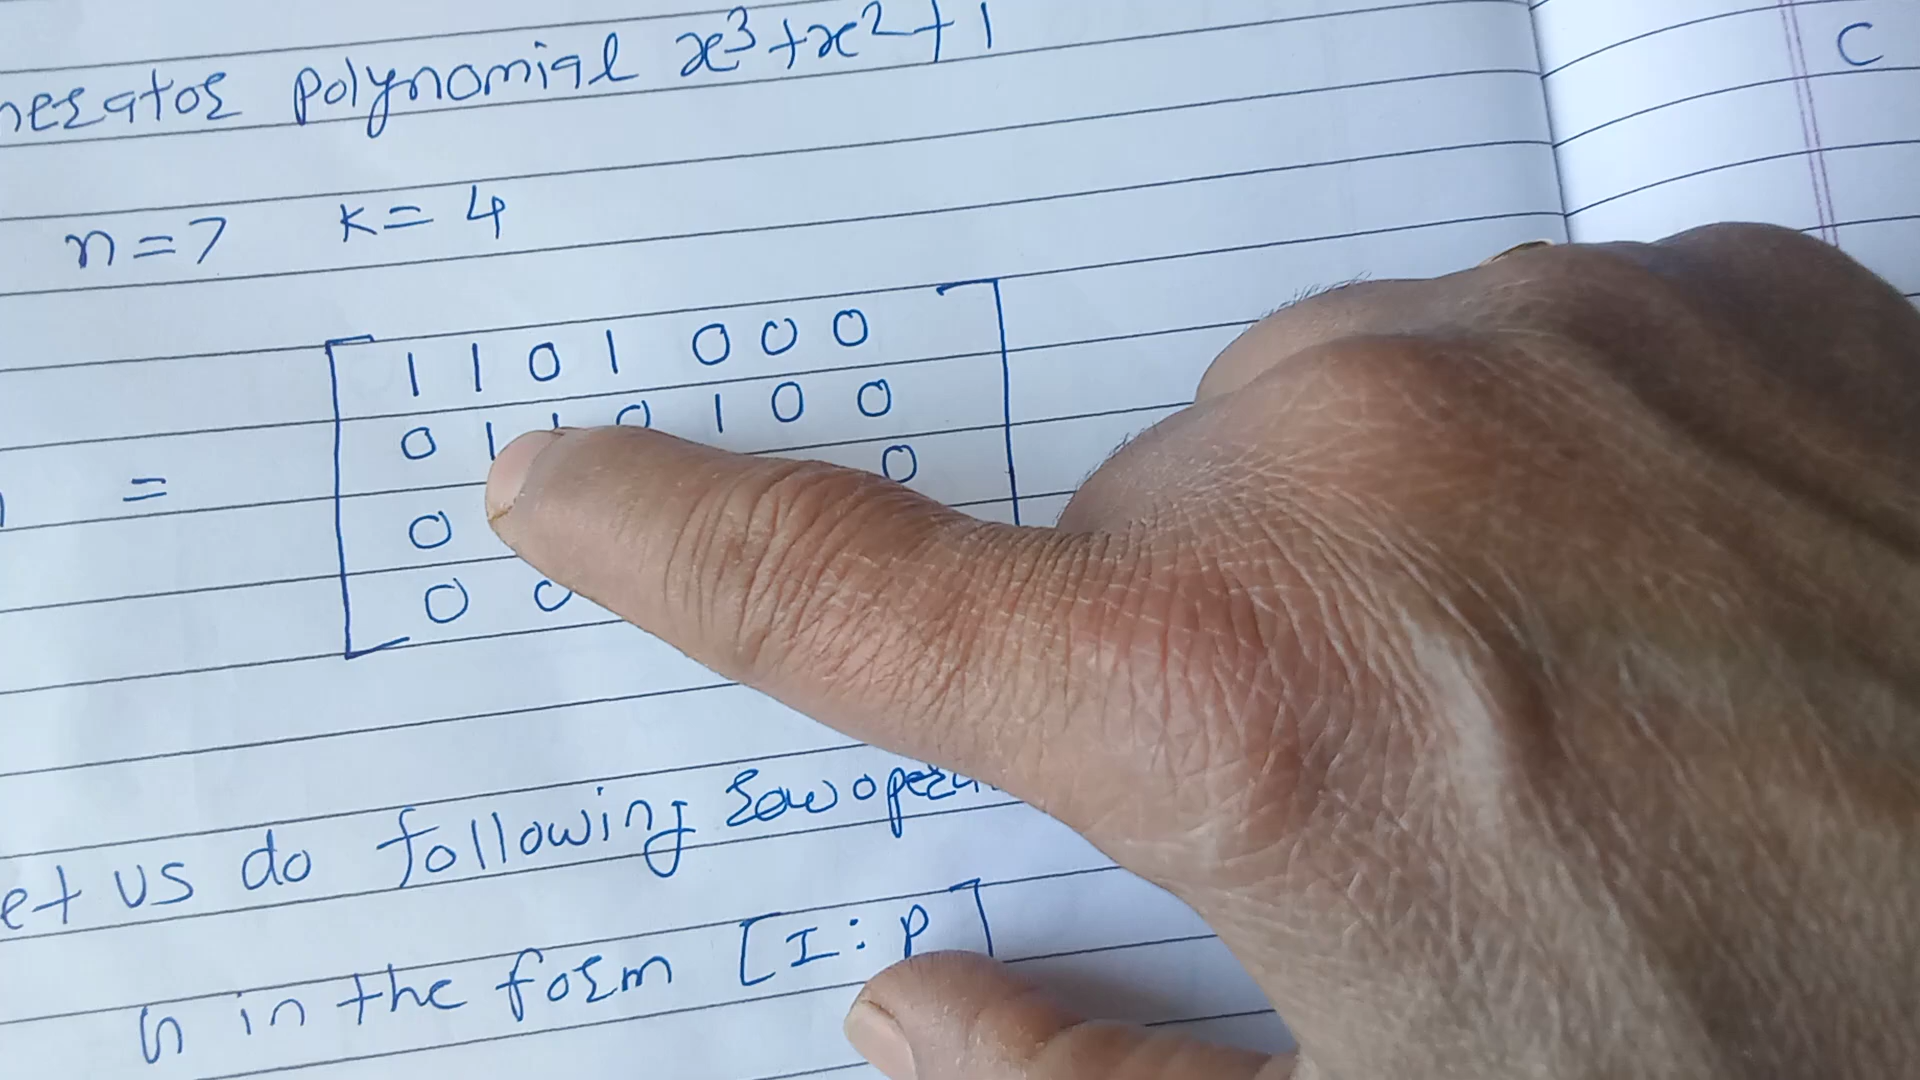 nerator polynomial x³+x²+1
C
n=7 k=4
1 1 0 1 0 0 0
0 1 1 0 1 0 0
= 0 0
0 0
et us do following row opera
G in the form [I:P]